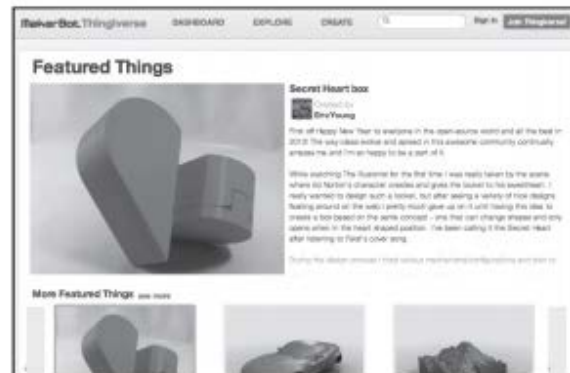 MakerBot. Thingiverse DASHBOARD EXPLORE CREATE Sign In Join Thingiverse!
Featured Things
Secret Heart box
Created by
EmoYoung
First off Happy New Year to everyone in the open-source world and all the best in
2013! The way ideas evolve and spread in this awesome community continually
amazes me and I'm so happy to be a part of it.
While watching The Illusionist for the first time I was really taken by the scene
where Ed Norton's character creates and gives the locket to his sweetheart. I
really wanted to design such a locket, but after seeing a variety of nice designs
floating around on the web I pretty much gave up on it until having this idea to
create a box based on the same concept - one that can change shapes and only
opens when in the heart shaped position. I've been calling it the Secret Heart
after listening to Feist's cover song.
During the design process I tried various
More Featured Things see more